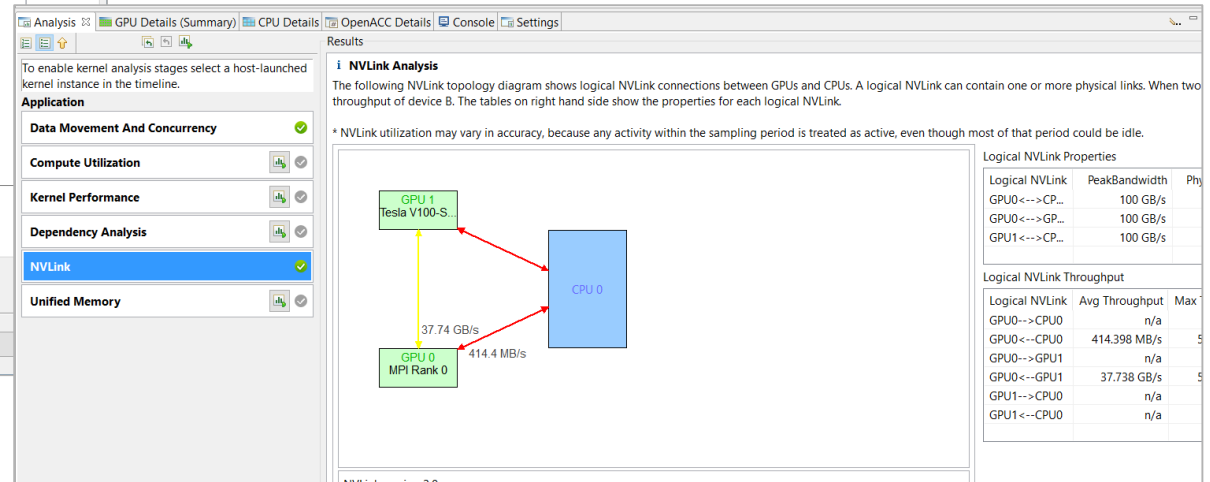 Analysis GPU Details (Summary) CPU Details OpenACC Details Console Settings
Results
To enable kernel analysis stages select a host-launched
kernel instance in the timeline.
Application
Data Movement And Concurrency
Compute Utilization
Kernel Performance
Dependency Analysis
NVLink
Unified Memory
i NVLink Analysis
The following NVLink topology diagram shows logical NVLink connections between GPUs and CPUs. A logical NVLink can contain one or more physical links. When two
throughput of device B. The tables on right hand side show the properties for each logical NVLink.
* NVLink utilization may vary in accuracy, because any activity within the sampling period is treated as active, even though most of that period could be idle.
GPU 1
Tesla V100-S...
CPU 0
37.74 GB/s
414.4 MB/s
GPU 0
MPI Rank 0
Logical NVLink Properties
Logical NVLink PeakBandwidth Phy
GPU0<-->CP... 100 GB/s
GPU0<-->GP... 100 GB/s
GPU1<-->CP... 100 GB/s
Logical NVLink Throughput
Logical NVLink Avg Throughput Max
GPU0-->CPU0 n/a
GPU0<--CPU0 414.398 MB/s 5
GPU0-->GPU1 n/a
GPU0<--GPU1 37.738 GB/s 5
GPU1-->CPU0 n/a
GPU1<--CPU0 n/a